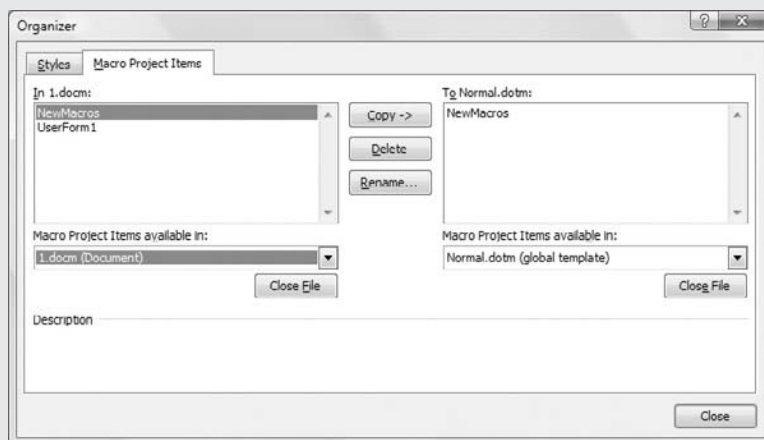 Organizer
Styles
Macro Project Items
In 1.docm:
NewMacros
UserForm1
Copy ->
Delete
Rename...
To Normal.dotm:
NewMacros
Macro Project Items available in:
1.docm (Document)
Close File
Macro Project Items available in:
Normal.dotm (global template)
Close File
Description
Close